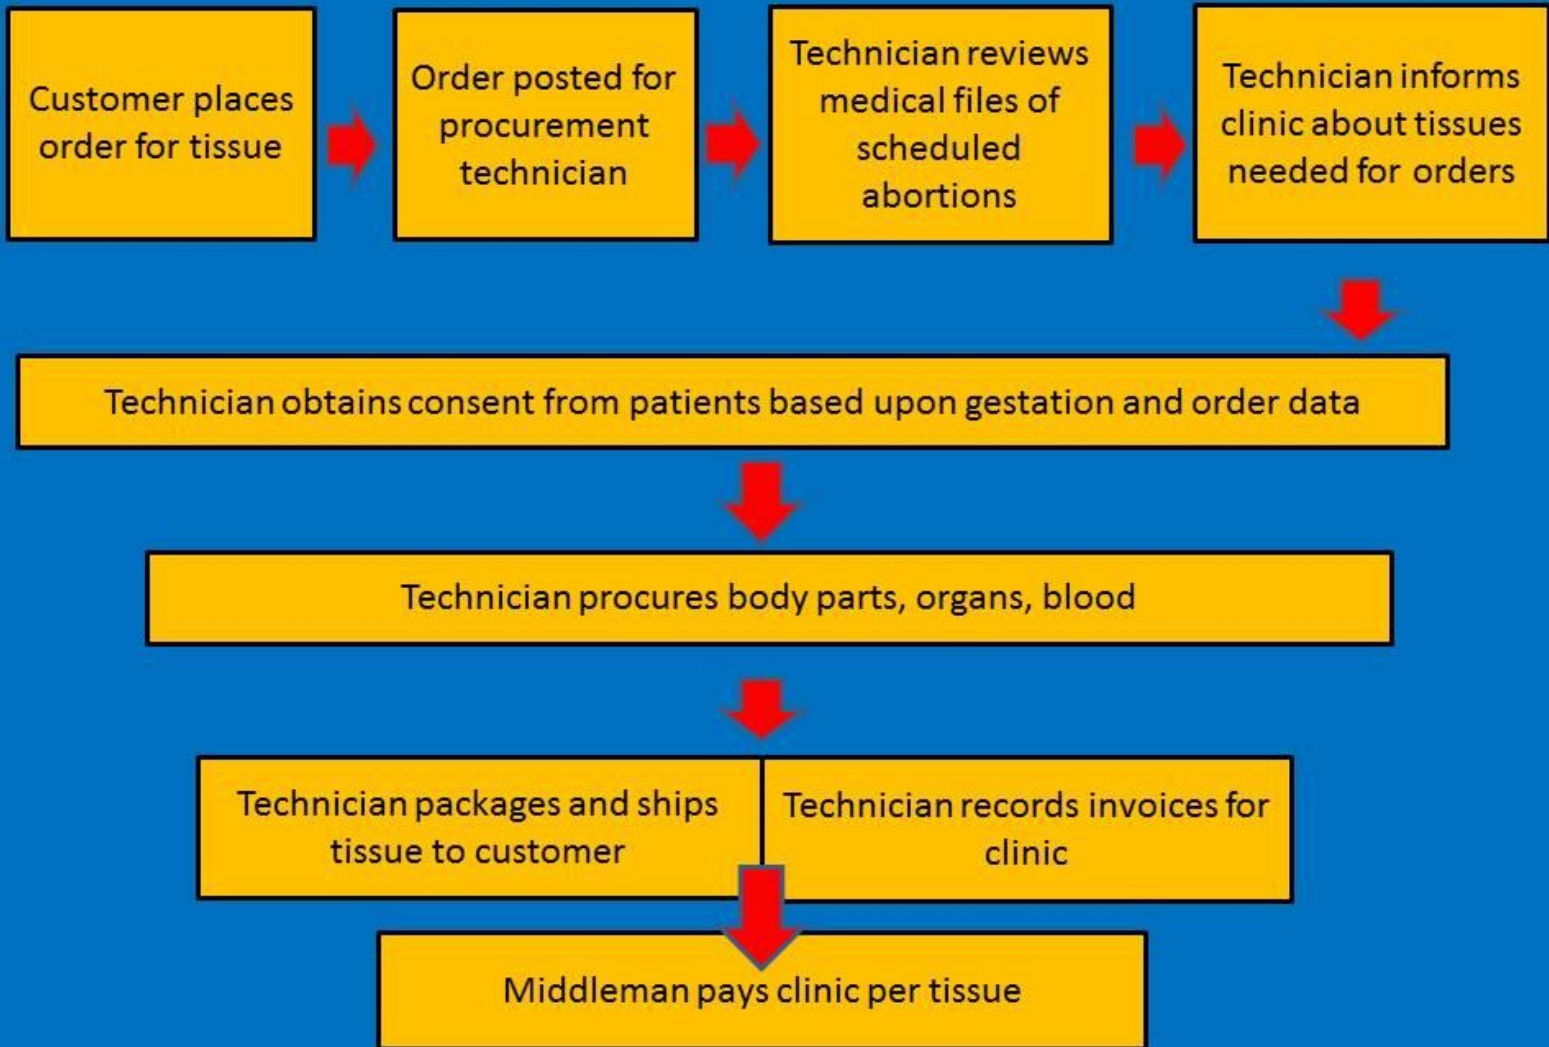 Customer places
order for tissue
Order posted for
procurement
technician
Technician reviews
medical files of
scheduled
abortions
Technician informs
clinic about tissues
needed for orders
Technician obtains consent from patients based upon gestation and order data
Technician procures body parts, organs, blood
Technician packages and ships
tissue to customer
Technician records invoices for
clinic
Middleman pays clinic per tissue